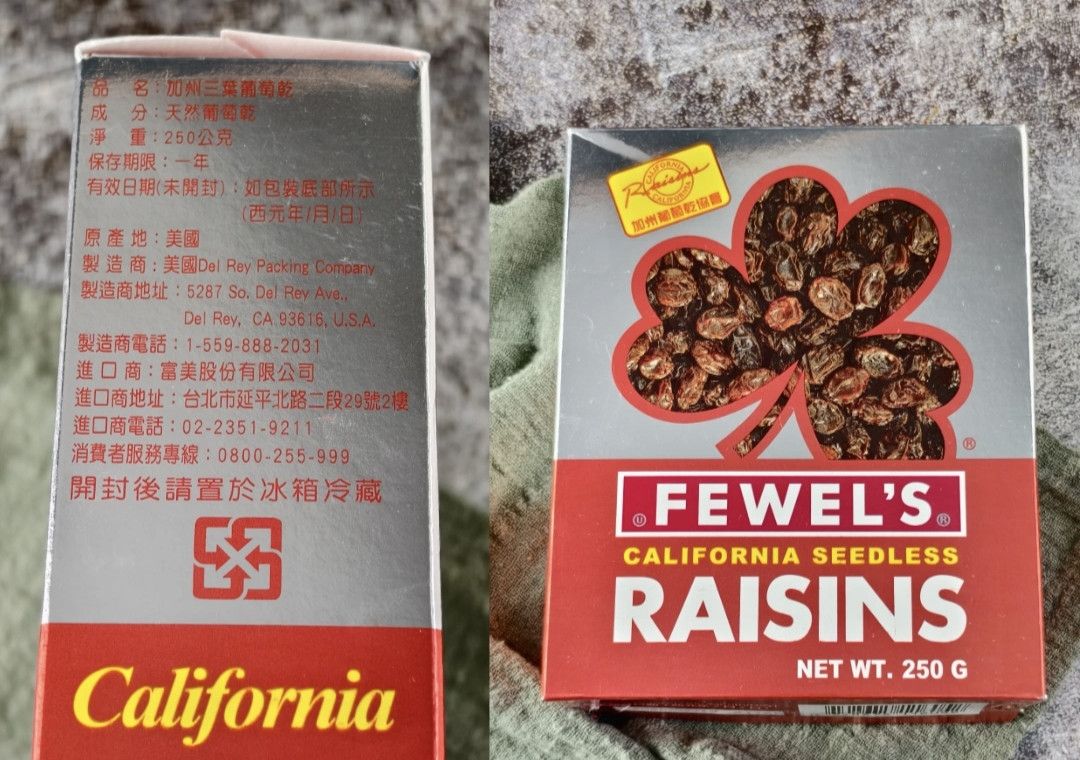 品 名：加州三葉葡萄乾
成 分：天然葡萄乾
淨 重：250公克
保存期限：一年
有效日期(未開封)：如包裝底部所示
(西元年/月/日)
原 產 地：美國
製 造 商：美國Del Rey Packing Company
製造商地址：5287 So. Del Rey Ave.,
Del Rey, CA 93616, U.S.A.
製造商電話：1-559-888-2031
進 口 商：富美股份有限公司
進口商地址：台北市延平北路二段29號2樓
進口商電話：02-2351-9211
消費者服務專線：0800-255-999
開封後請置於冰箱冷藏
California
CALIFORNIA
Raisins
CALIFORNIA
加州葡萄乾協會
®
Ⓤ FEWEL'S ®
CALIFORNIA SEEDLESS
RAISINS
NET WT. 250 G